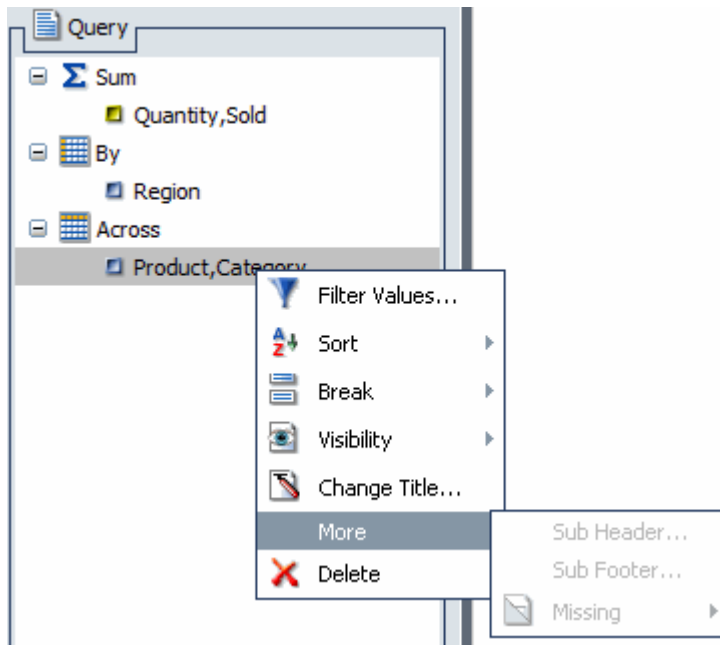 Query
Sum
Quantity,Sold
By
Region
Across
Product,Category
Filter Values...
Sort
Break
Visibility
Change Title...
More
Delete
Sub Header...
Sub Footer...
Missing